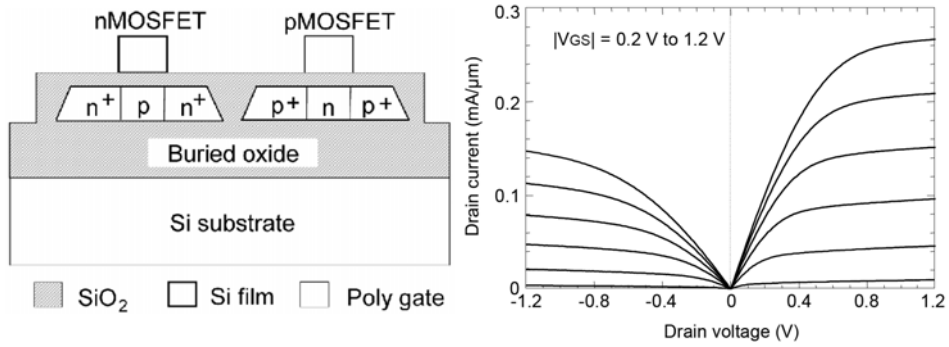 nMOSFET pMOSFET
n+ p n+ p+ n p+
Buried oxide
Si substrate
SiO2 Si film Poly gate
|VGS| = 0.2 V to 1.2 V
Drain current (mA/μm)
0.3
0.2
0.1
0
-1.2 -0.8 -0.4 0 0.4 0.8 1.2
Drain voltage (V)